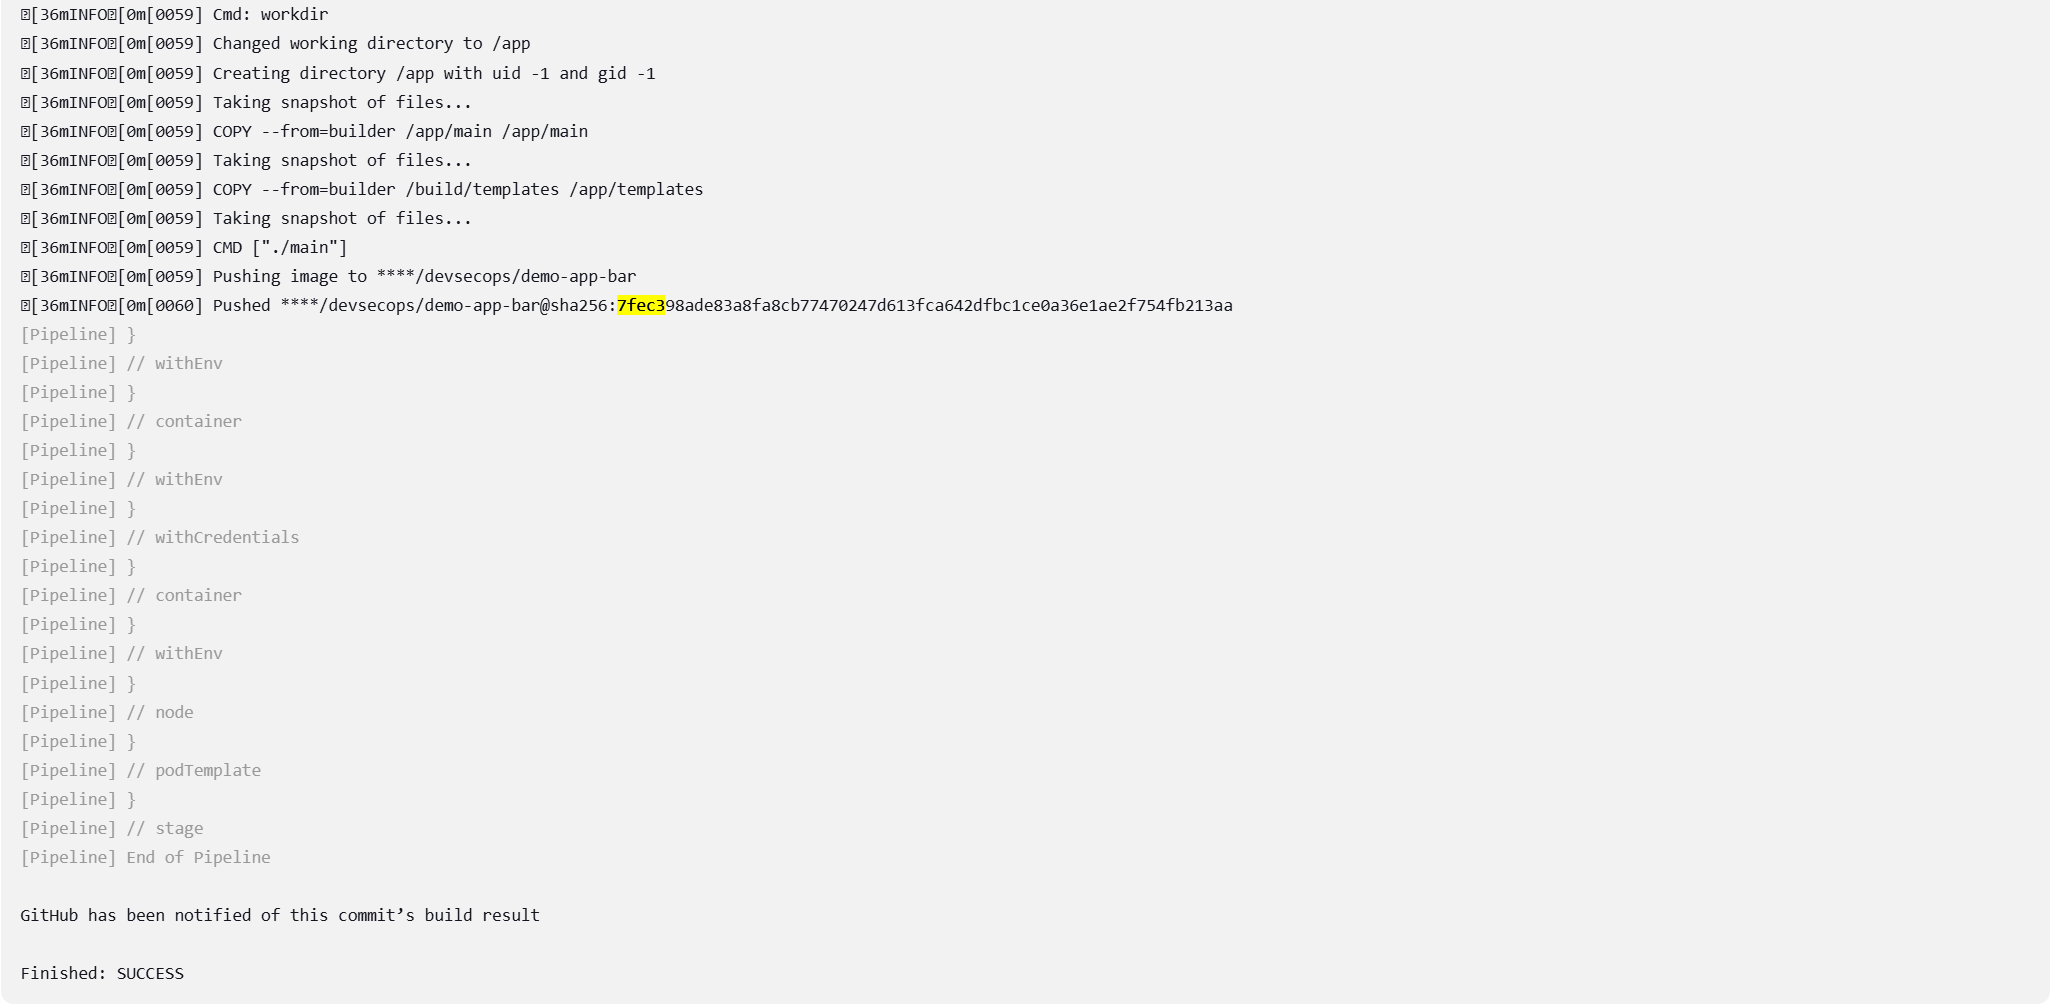 [36mINFO[0m[0059] Cmd: workdir
[36mINFO[0m[0059] Changed working directory to /app
[36mINFO[0m[0059] Creating directory /app with uid -1 and gid -1
[36mINFO[0m[0059] Taking snapshot of files...
[36mINFO[0m[0059] COPY --from=builder /app/main /app/main
[36mINFO[0m[0059] Taking snapshot of files...
[36mINFO[0m[0059] COPY --from=builder /build/templates /app/templates
[36mINFO[0m[0059] Taking snapshot of files...
[36mINFO[0m[0059] CMD ["./main"]
[36mINFO[0m[0059] Pushing image to ****/devsecops/demo-app-bar
[36mINFO[0m[0060] Pushed ****/devsecops/demo-app-bar@sha256:7fec398ade83a8fa8cb77470247d613fca642dfbc1ce0a36e1ae2f754fb213aa
[Pipeline] }
[Pipeline] // withEnv
[Pipeline] }
[Pipeline] // container
[Pipeline] }
[Pipeline] // withEnv
[Pipeline] }
[Pipeline] // withCredentials
[Pipeline] }
[Pipeline] // container
[Pipeline] }
[Pipeline] // withEnv
[Pipeline] }
[Pipeline] // node
[Pipeline] }
[Pipeline] // podTemplate
[Pipeline] }
[Pipeline] // stage
[Pipeline] End of Pipeline
GitHub has been notified of this commit’s build result
Finished: SUCCESS